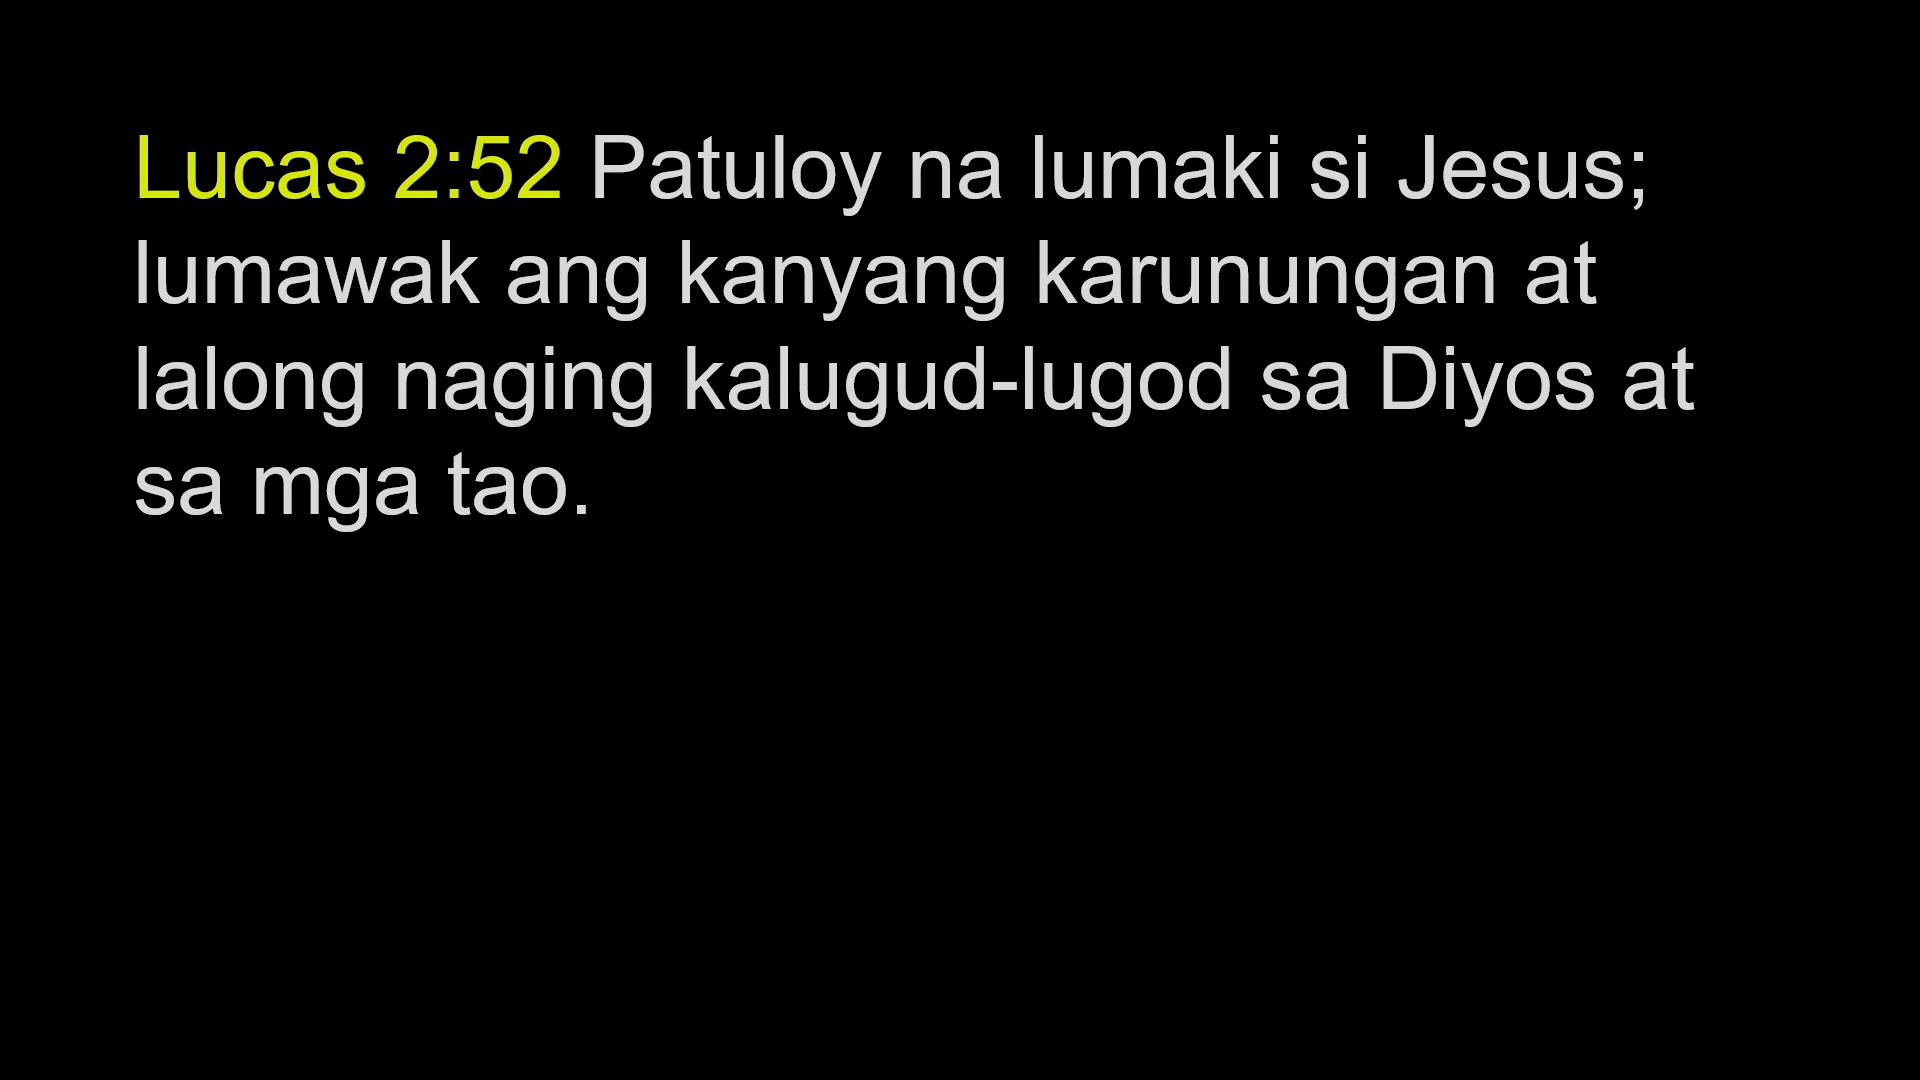 Lucas 2:52 Patuloy na lumaki si Jesus;
lumawak ang kanyang karunungan at
lalong naging kalugud-lugod sa Diyos at
sa mga tao.